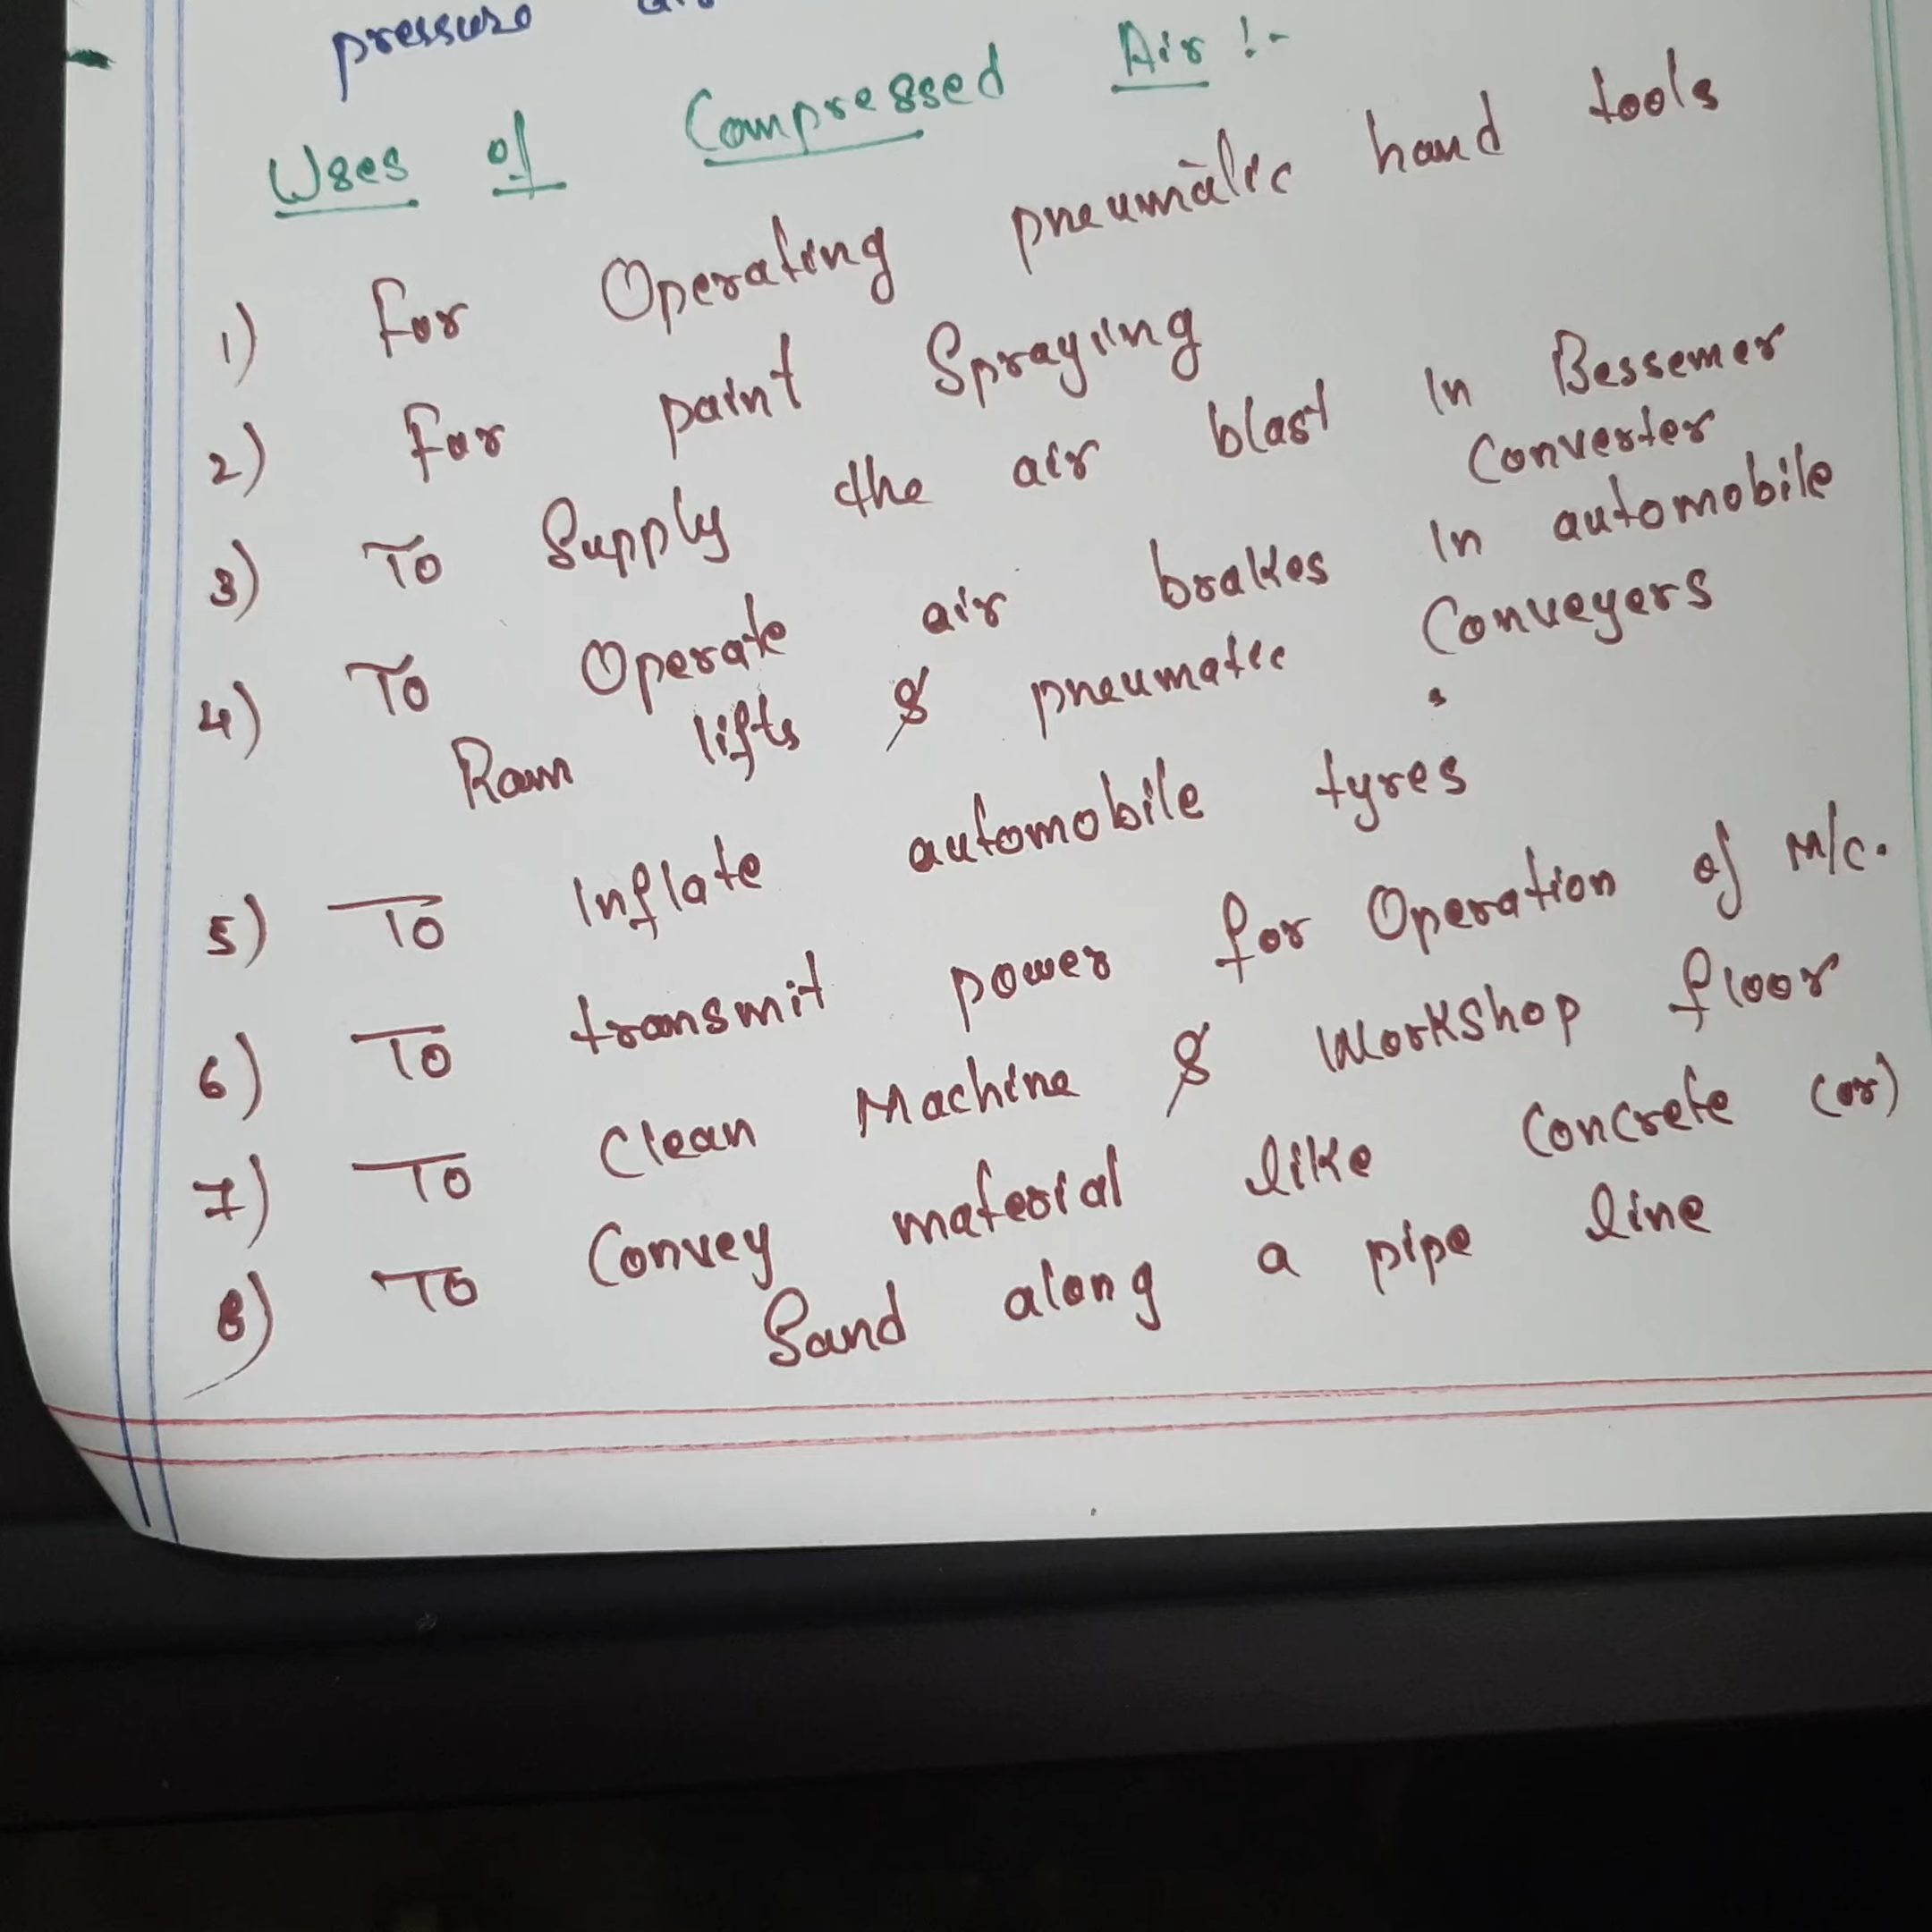 pressure
Uses of Compressed Air :-
1) For Operating pneumatic hand tools
2) For paint Spraying
3) To Supply the air blast in Bessemer
Converter
4) To Operate air brakes in automobile
Ram lifts & pneumatic Conveyers
5) To inflate automobile tyres
6) To transmit power for Operation of M/c.
7) To Clean Machine & Workshop floor
8) To Convey material like Concrete (or)
Sand along a pipe line